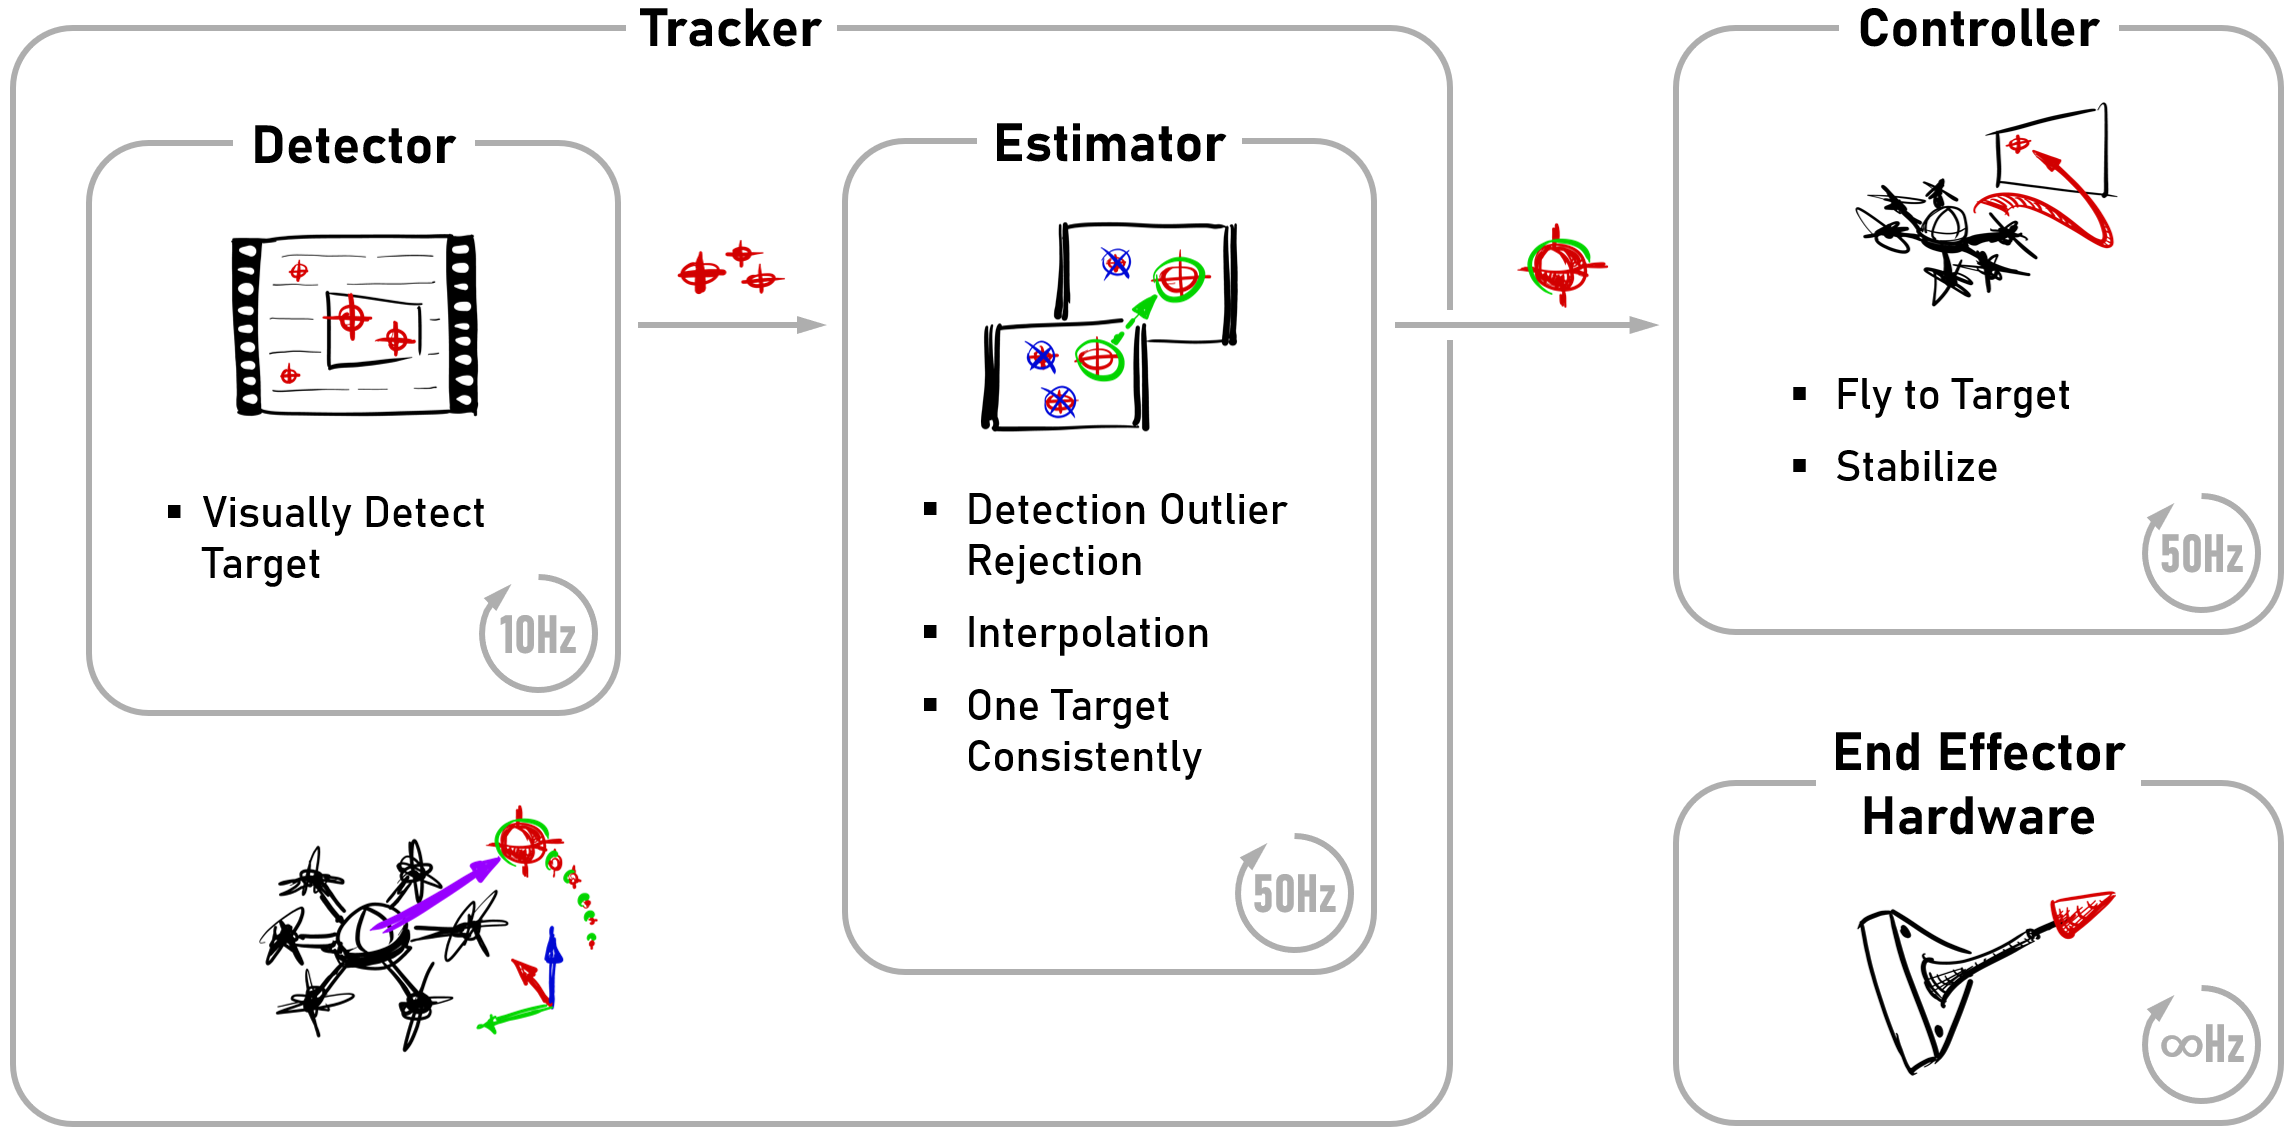 Tracker
Detector
Visually Detect
Target
10Hz
Estimator
Detection Outlier
Rejection
Interpolation
One Target
Consistently
50Hz
Controller
Fly to Target
Stabilize
50Hz
End Effector
Hardware
∞Hz